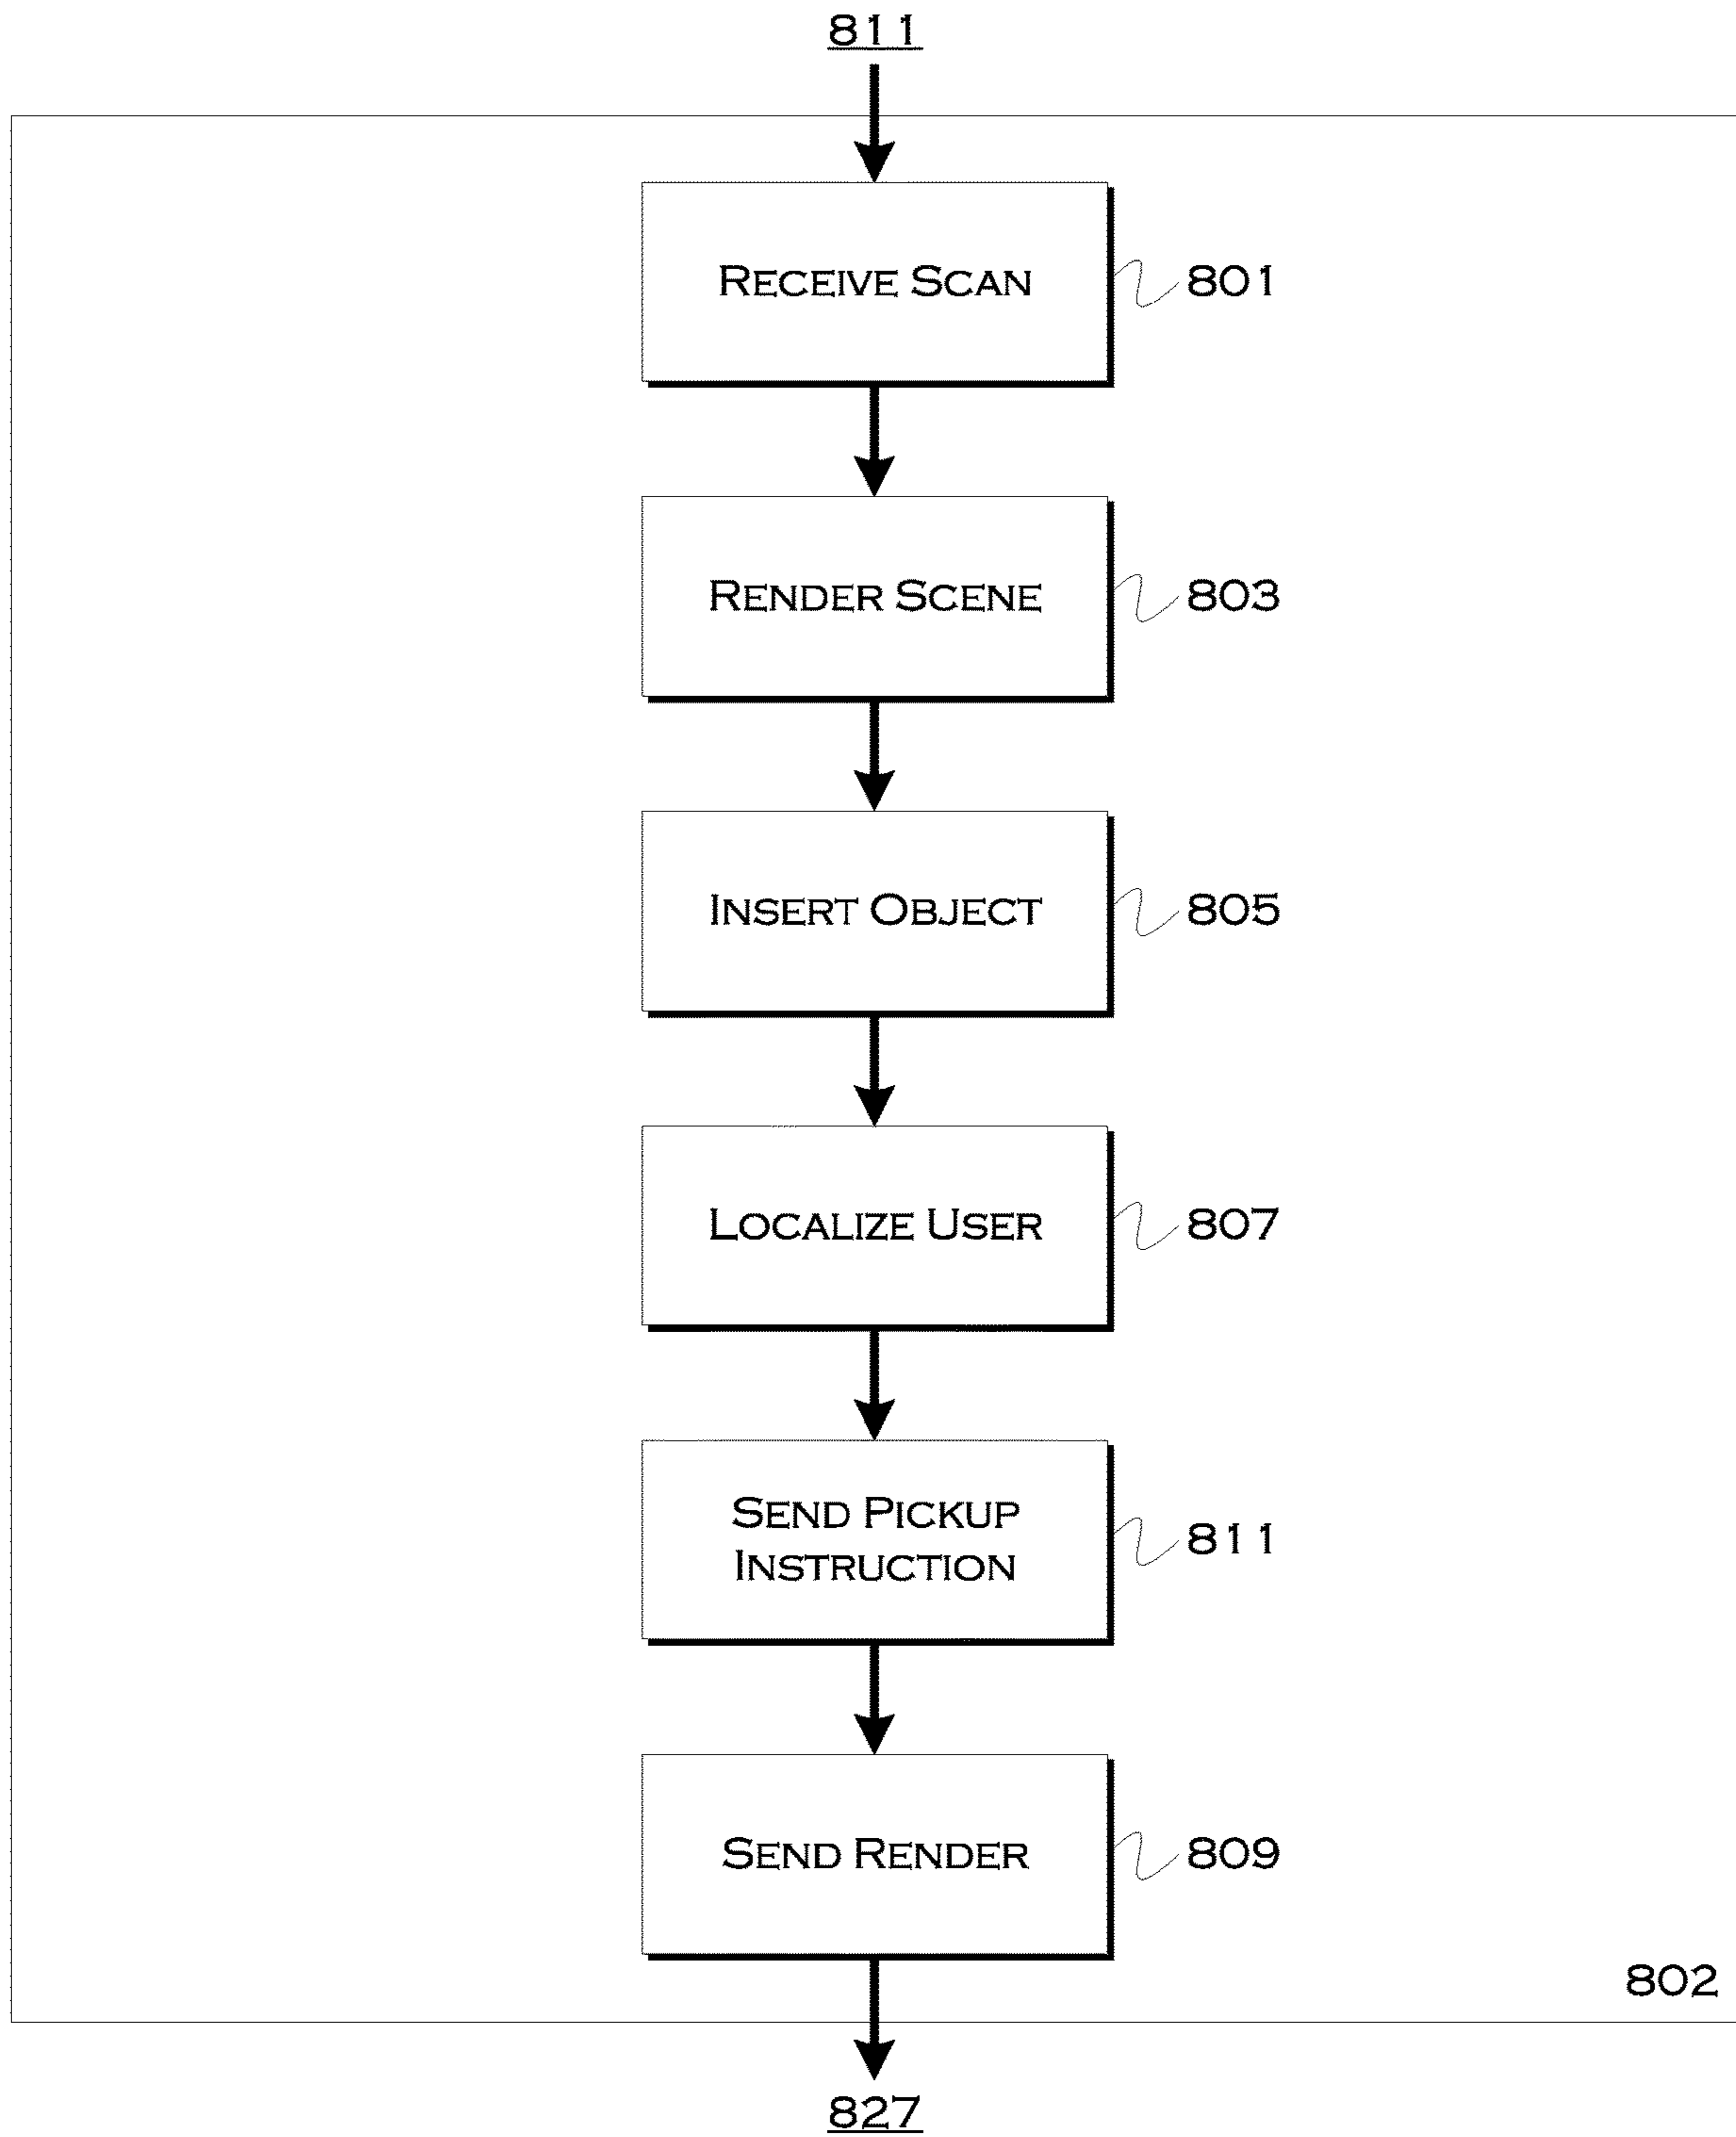 811
RECEIVE SCAN
801
RENDER SCENE
803
INSERT OBJECT
805
LOCALIZE USER
807
SEND PICKUP
INSTRUCTION
811
SEND RENDER
809
802
827